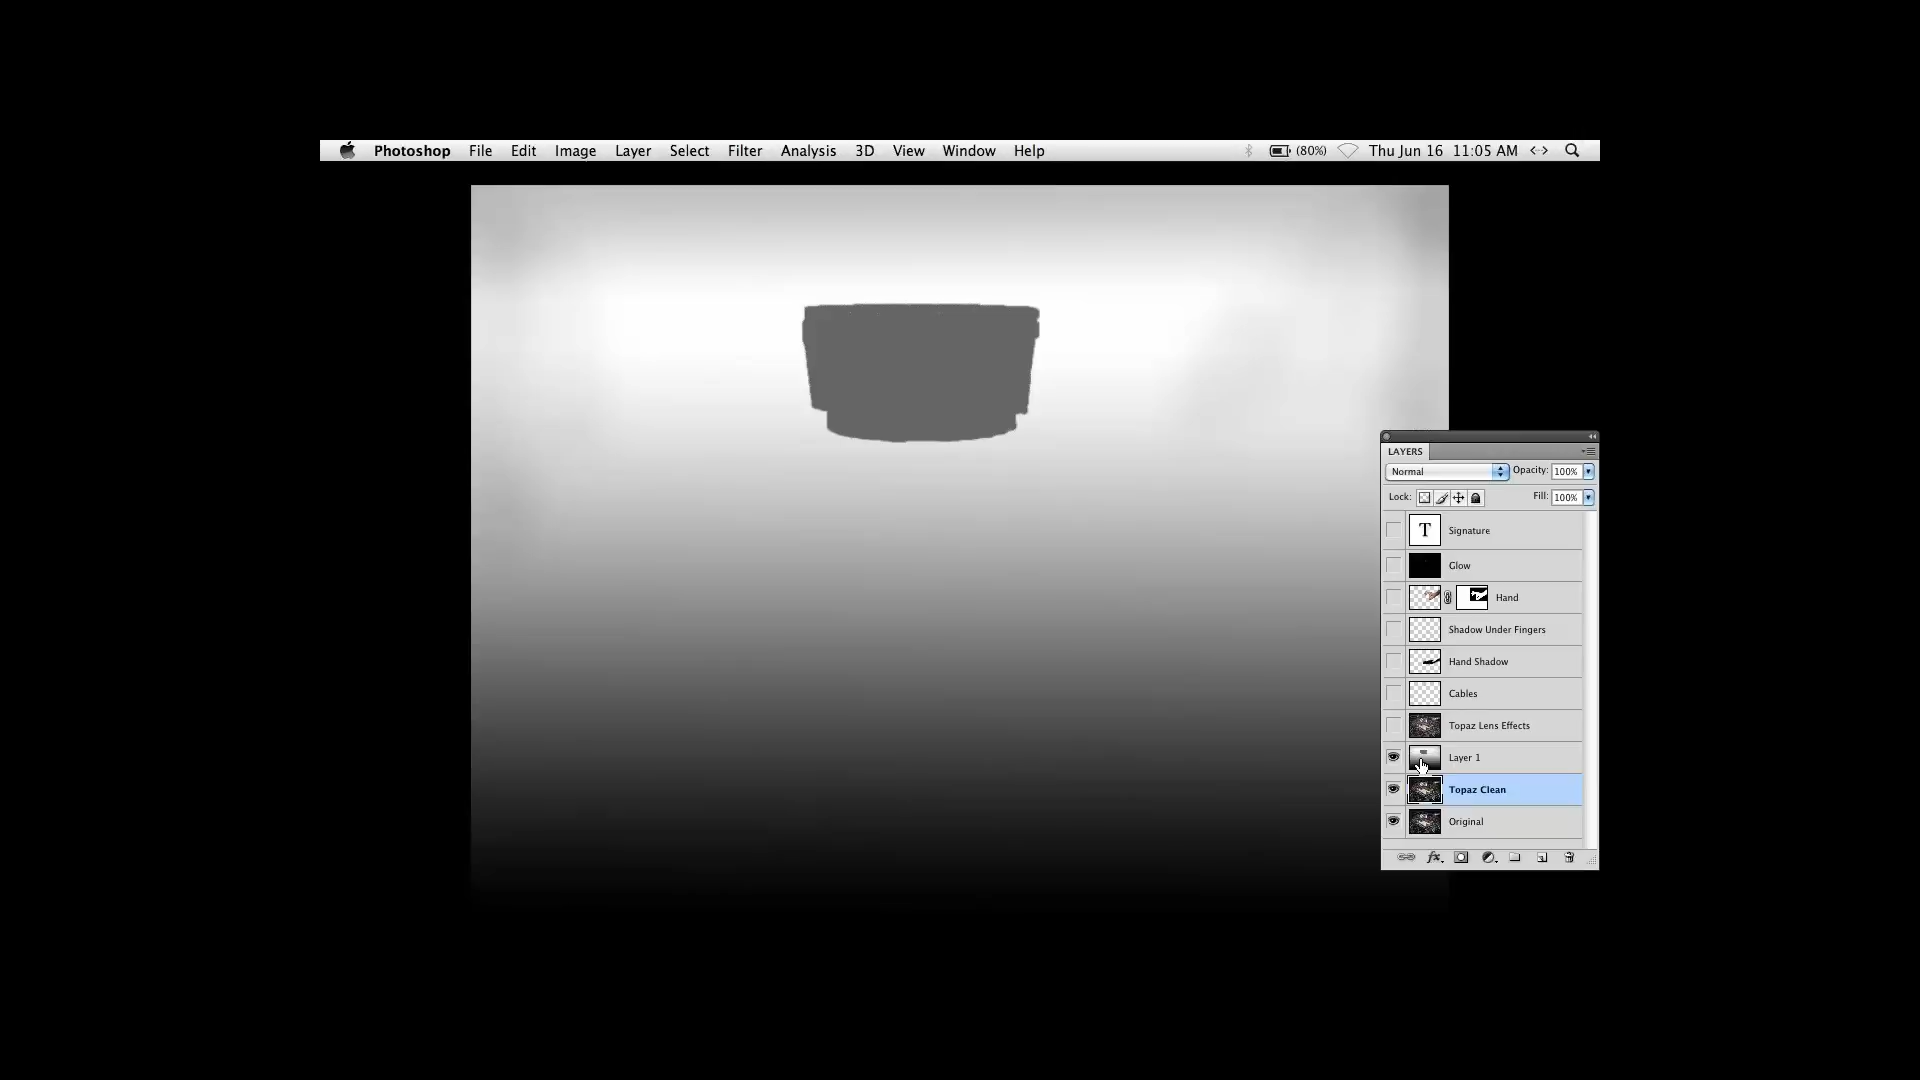 Photoshop File Edit Image Layer Select Filter Analysis 3D View Window Help (80%) Thu Jun 16 11:05 AM
LAYERS
Normal Opacity: 100%
Lock: Fill: 100%
T Signature
Glow
Hand
Shadow Under Fingers
Hand Shadow
Cables
Topaz Lens Effects
Layer 1
Topaz Clean
Original
fx